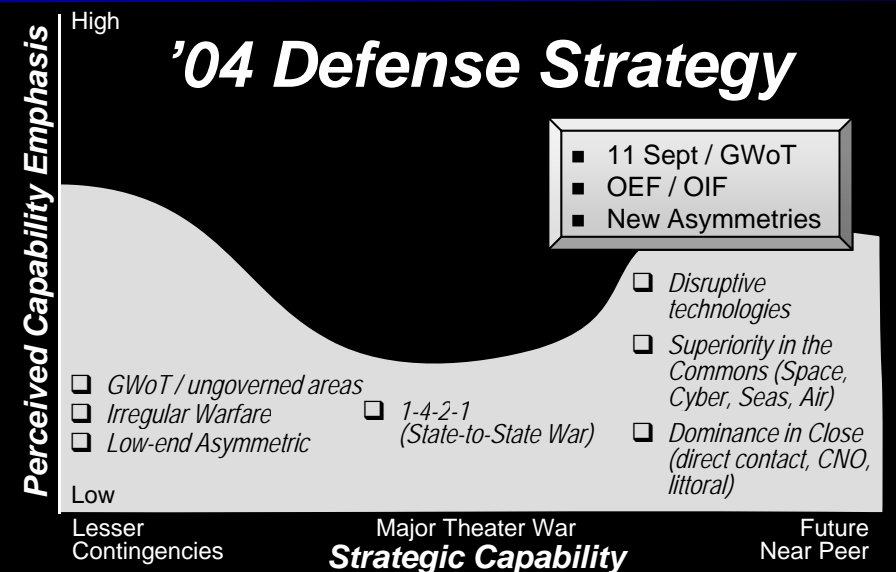 High
'04 Defense Strategy
Perceived Capability Emphasis
■ 11 Sept / GWoT
■ OEF / OIF
■ New Asymmetries
❑ GWoT / ungoverned areas
❑ Irregular Warfare
❑ Low-end Asymmetric
❑ 1-4-2-1
(State-to-State War)
❑ Disruptive
technologies
❑ Superiority in the
Commons (Space,
Cyber, Seas, Air)
❑ Dominance in Close
(direct contact, CNO,
littoral)
Low
Lesser
Contingencies
Major Theater War
Future
Near Peer
Strategic Capability